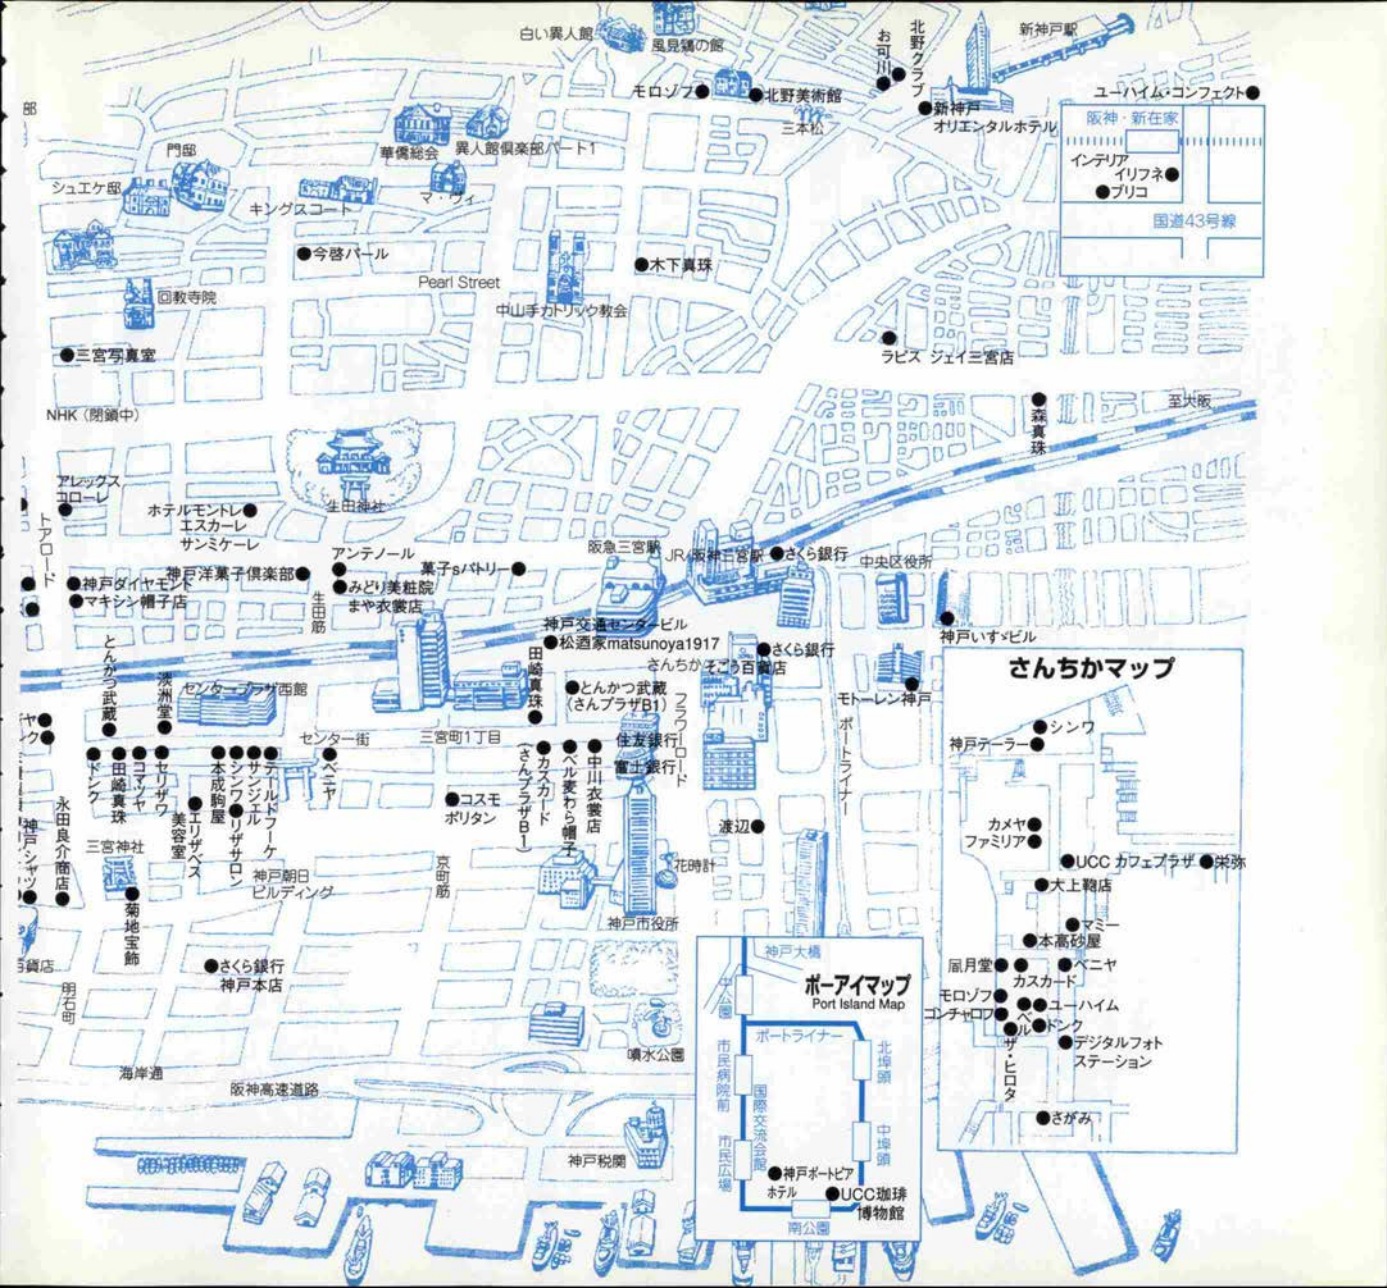 白い異人館
風見鶏の館
お可川
北野クラブ
新神戸駅
モロゾフ
北野美術館
三本松
新神戸
オリエンタルホテル
ユーハイム・コンフェクト
阪神・新在家
インテリア
イリフネ
ブリコ
国道43号線
部
門邸
シュエケ邸
華僑総会
異人館倶楽部パート1
マ・ヴィ
キングスコート
今啓パール
木下真珠
Pearl Street
中山手カトリック教会
回教寺院
三宮写真室
ラピス ジェイ三宮店
NHK（閉鎖中）
森真珠
至大阪
アレックス
コローレ
トアロード
ホテルモントレ
エスカーレ
サンミケーレ
生田神社
アンテノール
神戸洋菓子倶楽部
菓子sパトリー
みどり美粧院
まや衣裳店
神戸ダイヤモンド
マキシン帽子店
生田筋
阪急三宮駅
JR/阪神三宮駅
さくら銀行
中央区役所
神戸いすゞビル
神戸交通センタービル
松酒家matsunoya1917
さんちか
そごう百貨店
さくら銀行
モトーレン神戸
とんかつ武蔵
澳洲堂
センタープラザ西館
田崎真珠
とんかつ武蔵
（さんプラザB1）
フラワーロード
ポートライナー
住友銀行
富士銀行
ヤ
ク
センター街
三宮町1丁目
ドンク
田崎真珠
コマツヤ
セリザワ
本成駒屋
シンワ
サンジェル
テールドフーケ
ベニヤ
エリザベス
美容室
リザサロン
コスモ
ポリタン
カスカード
（さんプラザB1）
ベル麦わら帽子
中川衣裳店
渡辺
永田良介商店
神戸シャツ
三宮神社
菊地宝飾
神戸朝日
ビルディング
京町筋
花時計
神戸市役所
百貨店
明石町
さくら銀行
神戸本店
噴水公園
海岸通
阪神高速道路
神戸税関
さんちかマップ
シンワ
神戸テーラー
カメヤ
ファミリア
UCC カフェプラザ
栄弥
大上鞄店
マミー
本高砂屋
凮月堂
カスカード
ベニヤ
モロゾフ
ゴンチャロフ
ベル
ユーハイム
ドンク
ザ・ヒロタ
デジタルフォト
ステーション
さがみ
神戸大橋
ポーアイマップ
Port Island Map
中公園
ポートライナー
市民病院前
北埠頭
国際交流会館
市民広場
中埠頭
神戸ポートピア
ホテル
UCC珈琲
博物館
南公園